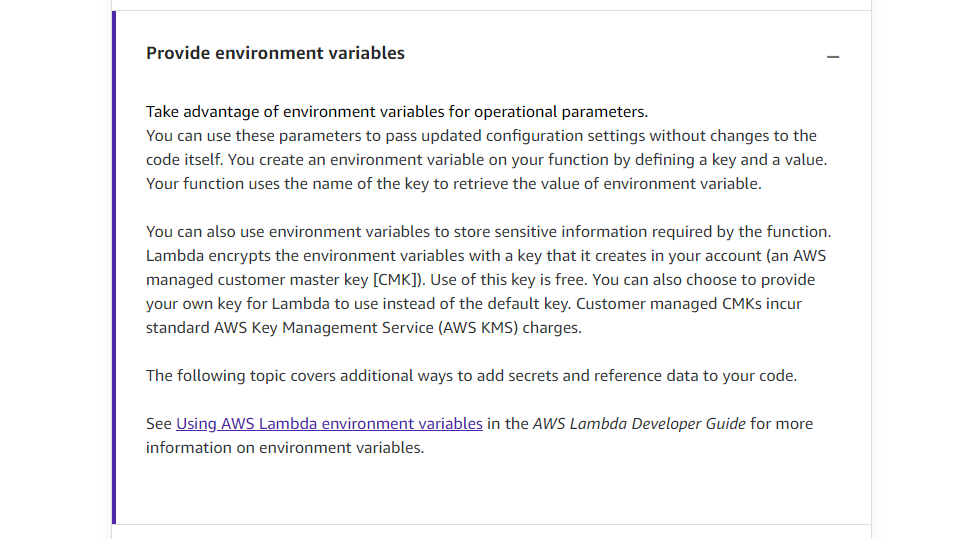 Provide environment variables
Take advantage of environment variables for operational parameters.
You can use these parameters to pass updated configuration settings without changes to the
code itself. You create an environment variable on your function by defining a key and a value.
Your function uses the name of the key to retrieve the value of environment variable.
You can also use environment variables to store sensitive information required by the function.
Lambda encrypts the environment variables with a key that it creates in your account (an AWS
managed customer master key [CMK]). Use of this key is free. You can also choose to provide
your own key for Lambda to use instead of the default key. Customer managed CMKs incur
standard AWS Key Management Service (AWS KMS) charges.
The following topic covers additional ways to add secrets and reference data to your code.
See Using AWS Lambda environment variables in the AWS Lambda Developer Guide for more
information on environment variables.